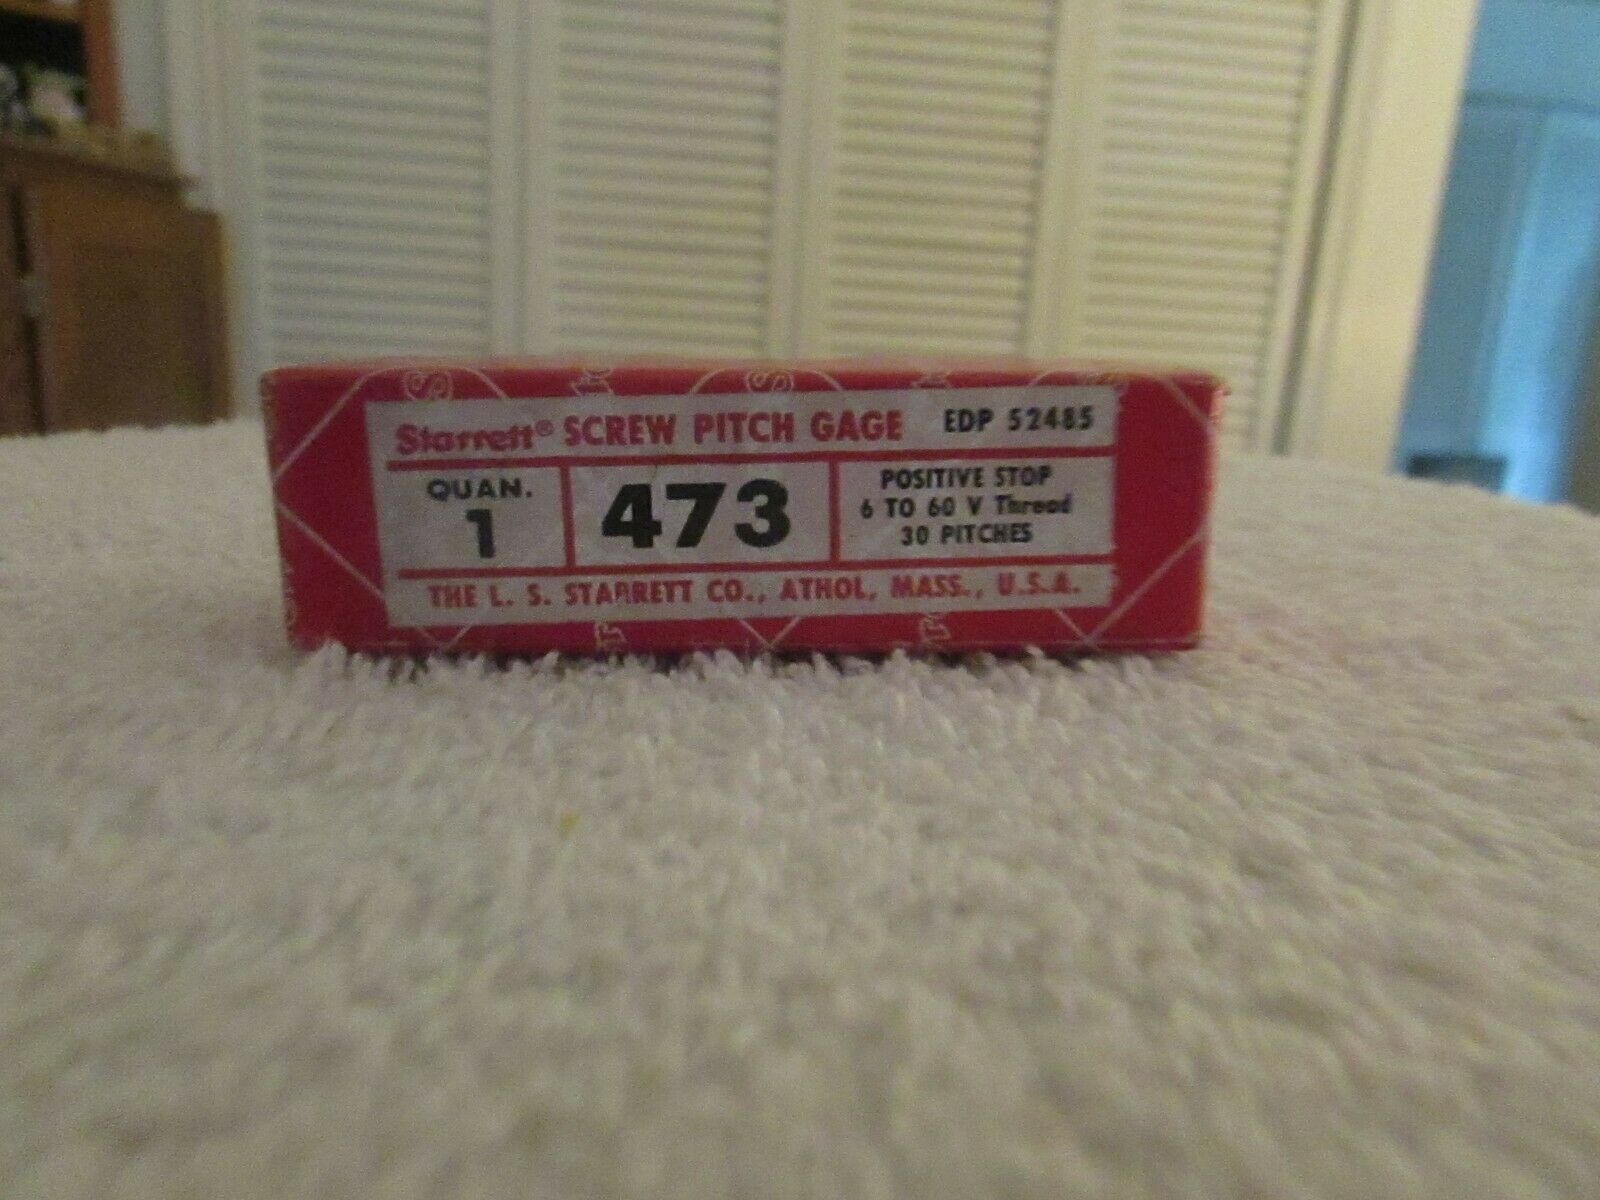 Starrett® SCREW PITCH GAGE EDP 52485
QUAN.
1
473
POSITIVE STOP
6 TO 60 V Thread
30 PITCHES
THE L. S. STARRETT CO., ATHOL, MASS., U.S.A.